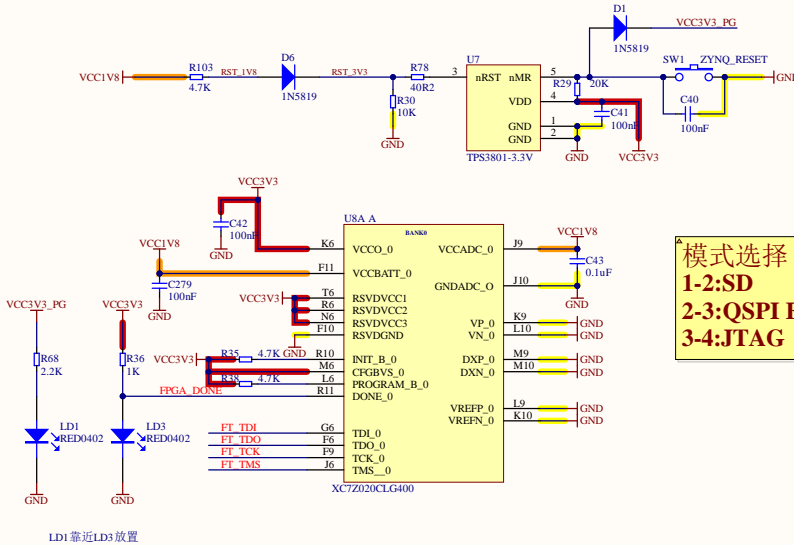 D1
VCC3V3_PG
1N5819
VCC1V8
R103
4.7K
RST_1V8
D6
1N5819
RST_3V3
R78
40R2
R30
10K
GND
U7
3
nRST
nMR
5
VDD
4
GND
1
GND
2
TPS3801-3.3V
R29
20K
C41
100nF
GND
VCC3V3
SW1
ZYNQ_RESET
C40
100nF
GND
VCC3V3
C42
100nF
GND
VCC1V8
C279
100nF
GND
U8A A
BANK0
K6
VCCO_0
F11
VCCBATT_0
VCC3V3
T6
RSVDVCC1
R6
RSVDVCC2
N6
RSVDVCC3
F10
RSVDGND
GND
VCC3V3
R35
4.7K
R10
INIT_B_0
M6
CFGBVS_0
R38
4.7K
L6
PROGRAM_B_0
FPGA_DONE
R11
DONE_0
FT_TDI
G6
TDI_0
FT_TDO
F6
TDO_0
FT_TCK
F9
TCK_0
FT_TMS
J6
TMS__0
VCCADC_0
J9
GNDADC_O
J10
VP_0
K9
GND
VN_0
L10
GND
DXP_0
M9
GND
DXN_0
M10
GND
VREFP_0
L9
GND
VREFN_0
K10
GND
XC7Z020CLG400
VCC1V8
C43
0.1uF
GND
模式选择
1-2:SD
2-3:QSPI
3-4:JTAG
VCC3V3_PG
R68
2.2K
LD1
RED0402
GND
VCC3V3
R36
1K
LD3
RED0402
GND
LD1靠近LD3放置